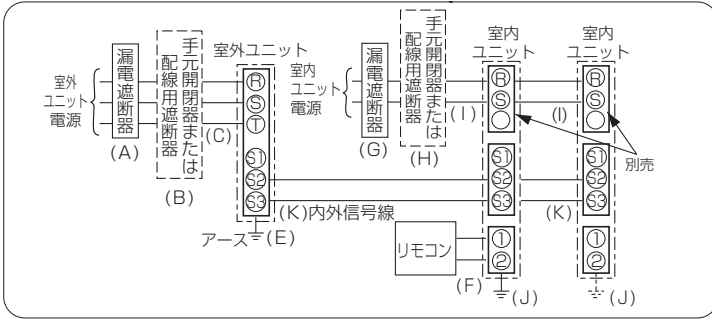 室外
ユニット
電源
漏電遮断器
(A)
手元開閉器または
配線用遮断器
(B)
(C)
室外ユニット
R
S
T
S1
S2
S3
アース
(E)
(K)内外信号線
室内
ユニット
電源
漏電遮断器
(G)
手元開閉器または
配線用遮断器
(H)
(I)
室内
ユニット
R
S
S1
S2
S3
1
2
(J)
リモコン
(F)
(I)
(K)
室内
ユニット
R
S
S1
S2
S3
1
2
(J)
別売